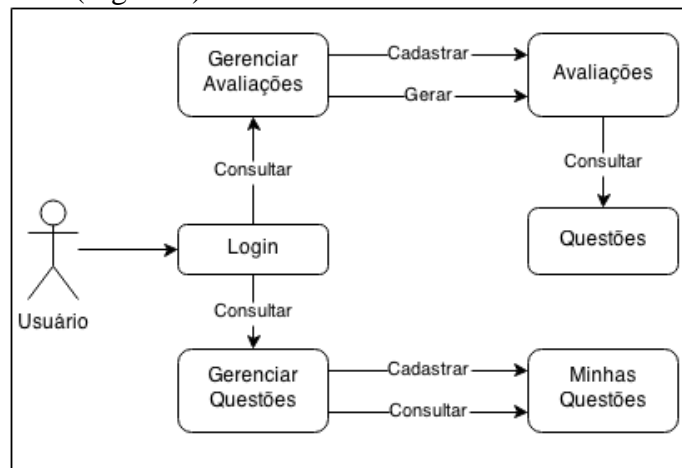 Gerenciar
Avaliações
Cadastrar
Gerar
Avaliações
Consultar
Consultar
Questões
Login
Usuário
Consultar
Gerenciar
Questões
Cadastrar
Consultar
Minhas
Questões